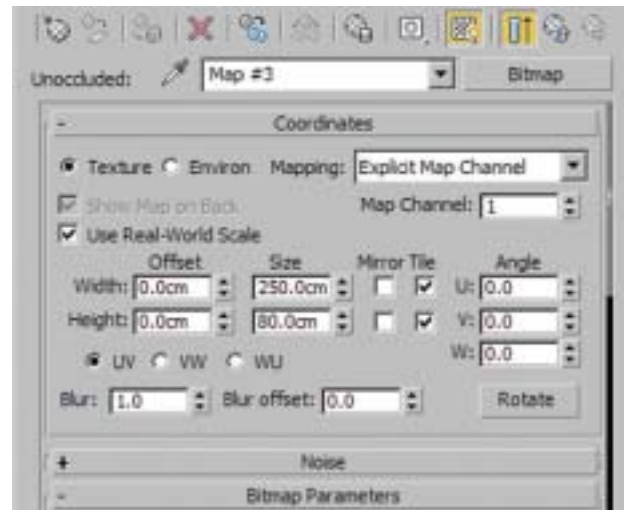 Unoccluded: Map #3 Bitmap
- Coordinates
Texture Environ Mapping: Explicit Map Channel
Show Map on Back Map Channel: 1
Use Real-World Scale
Offset Size Mirror Tile Angle
Width: 0.0cm 250.0cm U: 0.0
Height: 0.0cm 80.0cm V: 0.0
UV VW WU W: 0.0
Blur: 1.0 Blur offset: 0.0 Rotate
+ Noise
- Bitmap Parameters